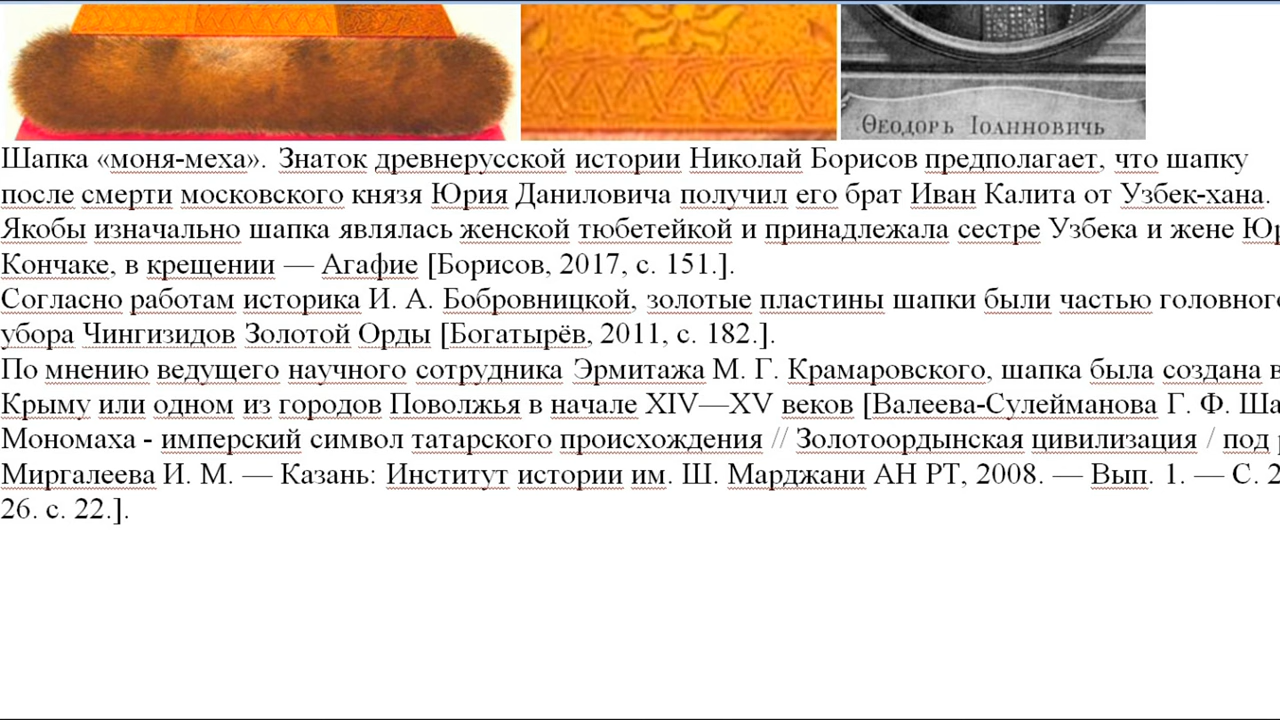 Ѳеодоръ Іоанновичь
Шапка «моня-меха». Знаток древнерусской истории Николай Борисов предполагает, что шапку
после смерти московского князя Юрия Даниловича получил его брат Иван Калита от Узбек-хана.
Якобы изначально шапка являлась женской тюбетейкой и принадлежала сестре Узбека и жене
Кончаке, в крещении — Агафие [Борисов, 2017, с. 151.].
Согласно работам историка И. А. Бобровницкой, золотые пластины шапки были частью
убора Чингизидов Золотой Орды [Богатырёв, 2011, с. 182.].
По мнению ведущего научного сотрудника Эрмитажа М. Г. Крамаровского, шапка была создана в
Крыму или одном из городов Поволжья в начале XIV—XV веков [Валеева-Сулейманова Г. Ф.
Мономаха - имперский символ татарского происхождения // Золотоордынская цивилизация / под
Миргалеева И. М. — Казань: Институт истории им. Ш. Марджани АН РТ, 2008. — Вып. 1. — С.
26. с. 22.].